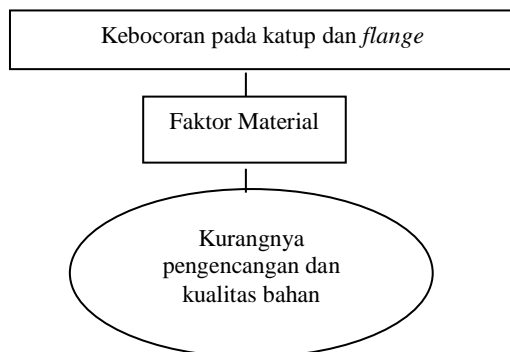 Kebocoran pada katup dan flange
Faktor Material
Kurangnya
pengencangan dan
kualitas bahan